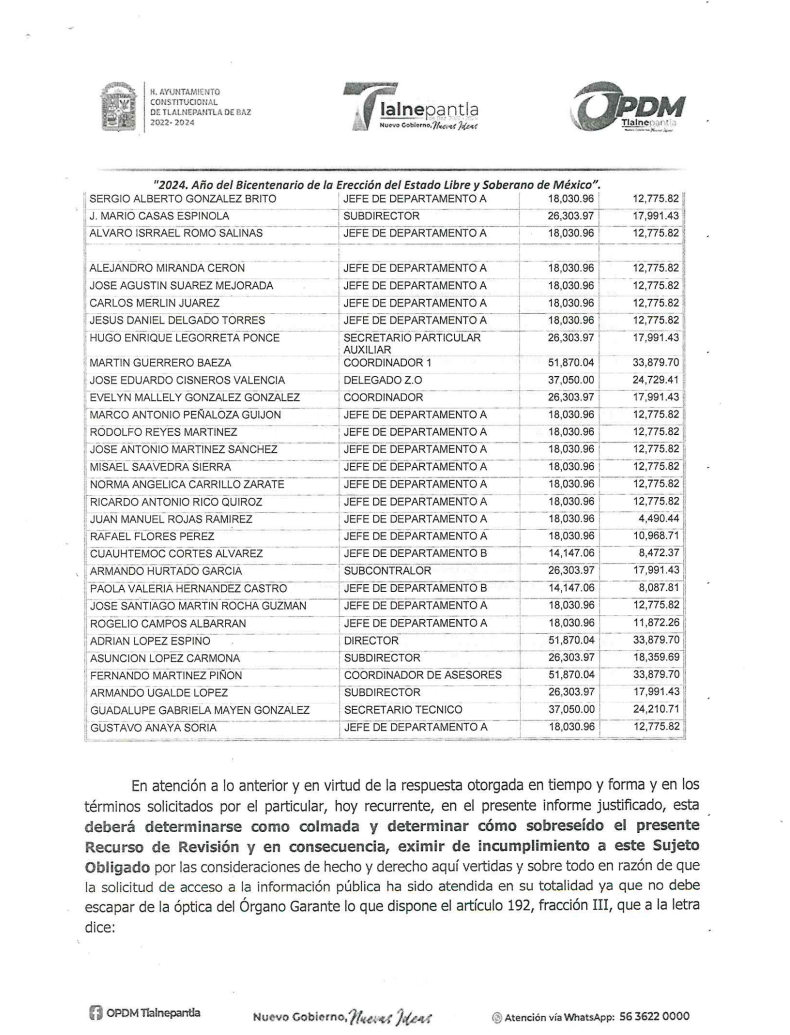 H. AYUNTAMIENTO
CONSTITUCIONAL
DE TLALNEPANTLA DE BAZ
2022- 2024
Tlalnepantla
Nuevo Gobierno, Nuevas Ideas
OPDM
Tlalnepantla
"2024. Año del Bicentenario de la Erección del Estado Libre y Soberano de México".
SERGIO ALBERTO GONZALEZ BRITO JEFE DE DEPARTAMENTO A 18,030.96 12,775.82
J. MARIO CASAS ESPINOLA SUBDIRECTOR 26,303.97 17,991.43
ALVARO ISRRAEL ROMO SALINAS JEFE DE DEPARTAMENTO A 18,030.96 12,775.82
ALEJANDRO MIRANDA CERON JEFE DE DEPARTAMENTO A 18,030.96 12,775.82
JOSE AGUSTIN SUAREZ MEJORADA JEFE DE DEPARTAMENTO A 18,030.96 12,775.82
CARLOS MERLIN JUAREZ JEFE DE DEPARTAMENTO A 18,030.96 12,775.82
JESUS DANIEL DELGADO TORRES JEFE DE DEPARTAMENTO A 18,030.96 12,775.82
HUGO ENRIQUE LEGORRETA PONCE SECRETARIO PARTICULAR 26,303.97 17,991.43
AUXILIAR
MARTIN GUERRERO BAEZA COORDINADOR 1 51,870.04 33,879.70
JOSE EDUARDO CISNEROS VALENCIA DELEGADO Z.O 37,050.00 24,729.41
EVELYN MALLELY GONZALEZ GONZALEZ COORDINADOR 26,303.97 17,991.43
MARCO ANTONIO PEÑALOZA GUIJON JEFE DE DEPARTAMENTO A 18,030.96 12,775.82
RODOLFO REYES MARTINEZ JEFE DE DEPARTAMENTO A 18,030.96 12,775.82
JOSE ANTONIO MARTINEZ SANCHEZ JEFE DE DEPARTAMENTO A 18,030.96 12,775.82
MISAEL SAAVEDRA SIERRA JEFE DE DEPARTAMENTO A 18,030.96 12,775.82
NORMA ANGELICA CARRILLO ZARATE JEFE DE DEPARTAMENTO A 18,030.96 12,775.82
RICARDO ANTONIO RICO QUIROZ JEFE DE DEPARTAMENTO A 18,030.96 12,775.82
JUAN MANUEL ROJAS RAMIREZ JEFE DE DEPARTAMENTO A 18,030.96 4,490.44
RAFAEL FLORES PEREZ JEFE DE DEPARTAMENTO A 18,030.96 10,968.71
CUAUHTEMOC CORTES ALVAREZ JEFE DE DEPARTAMENTO B 14,147.06 8,472.37
ARMANDO HURTADO GARCIA SUBCONTRALOR 26,303.97 17,991.43
PAOLA VALERIA HERNANDEZ CASTRO JEFE DE DEPARTAMENTO B 14,147.06 8,087.81
JOSE SANTIAGO MARTIN ROCHA GUZMAN JEFE DE DEPARTAMENTO A 18,030.96 12,775.82
ROGELIO CAMPOS ALBARRAN JEFE DE DEPARTAMENTO A 18,030.96 11,872.26
ADRIAN LOPEZ ESPINO DIRECTOR 51,870.04 33,879.70
ASUNCION LOPEZ CARMONA SUBDIRECTOR 26,303.97 18,359.69
FERNANDO MARTINEZ PIÑON COORDINADOR DE ASESORES 51,870.04 33,879.70
ARMANDO UGALDE LOPEZ SUBDIRECTOR 26,303.97 17,991.43
GUADALUPE GABRIELA MAYEN GONZALEZ SECRETARIO TECNICO 37,050.00 24,210.71
GUSTAVO ANAYA SORIA JEFE DE DEPARTAMENTO A 18,030.96 12,775.82
En atención a lo anterior y en virtud de la respuesta otorgada en tiempo y forma y en los
términos solicitados por el particular, hoy recurrente, en el presente informe justificado, esta
deberá determinarse como colmada y determinar cómo sobreseído el presente
Recurso de Revisión y en consecuencia, eximir de incumplimiento a este Sujeto
Obligado por las consideraciones de hecho y derecho aquí vertidas y sobre todo en razón de que
la solicitud de acceso a la información pública ha sido atendida en su totalidad ya que no debe
escapar de la óptica del Órgano Garante lo que dispone el artículo 192, fracción III, que a la letra
dice:
OPDM Tlalnepantla Nuevo Gobierno, Nuevas Ideas Atención vía WhatsApp: 56 3622 0000